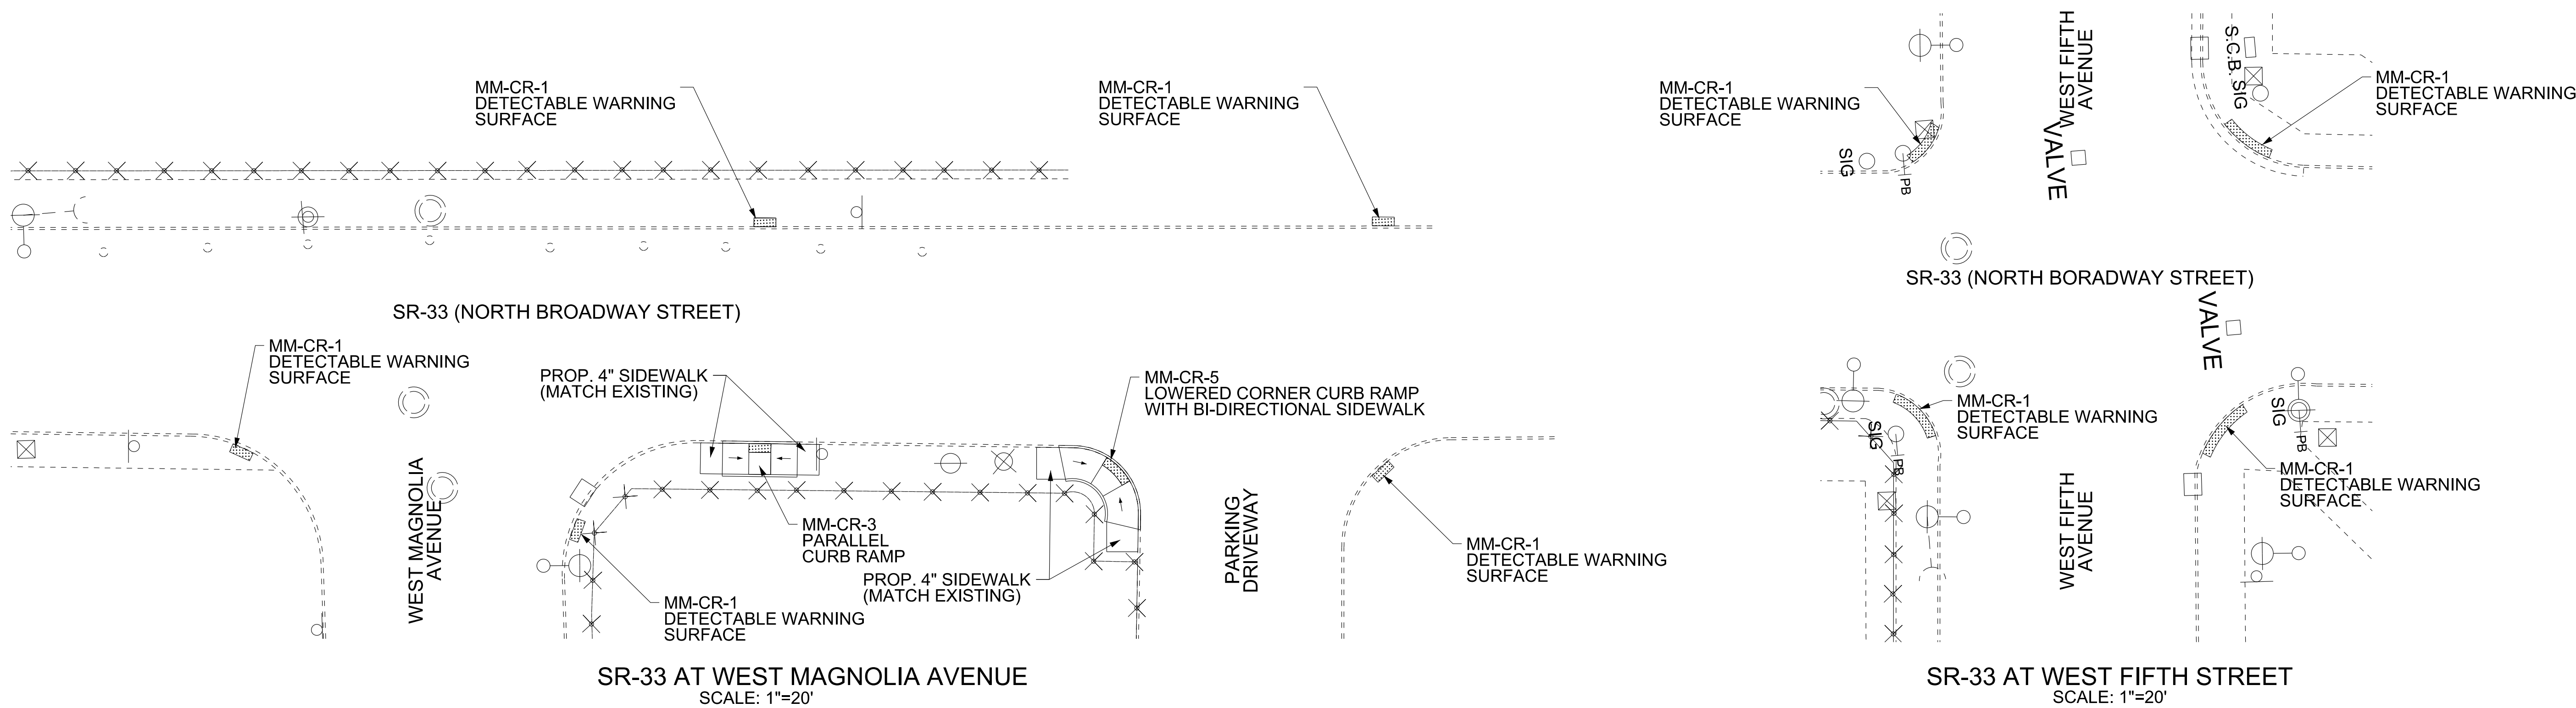 MM-CR-1
DETECTABLE WARNING
SURFACE
MM-CR-1
DETECTABLE WARNING
SURFACE
SR-33 (NORTH BROADWAY STREET)
MM-CR-1
DETECTABLE WARNING
SURFACE
PROP. 4" SIDEWALK
(MATCH EXISTING)
MM-CR-5
LOWERED CORNER CURB RAMP
WITH BI-DIRECTIONAL SIDEWALK
WEST MAGNOLIA
AVENUE
MM-CR-3
PARALLEL
CURB RAMP
PROP. 4" SIDEWALK
(MATCH EXISTING)
MM-CR-1
DETECTABLE WARNING
SURFACE
PARKING
DRIVEWAY
MM-CR-1
DETECTABLE WARNING
SURFACE
SR-33 AT WEST MAGNOLIA AVENUE
SCALE: 1"=20'
MM-CR-1
DETECTABLE WARNING
SURFACE
SIG
PB
WEST FIFTH
AVENUE
VALVE
S.C.B. SIG
MM-CR-1
DETECTABLE WARNING
SURFACE
SR-33 (NORTH BORADWAY STREET)
VALVE
SIG
PB
MM-CR-1
DETECTABLE WARNING
SURFACE
WEST FIFTH
AVENUE
SIG
PB
MM-CR-1
DETECTABLE WARNING
SURFACE
SR-33 AT WEST FIFTH STREET
SCALE: 1"=20'